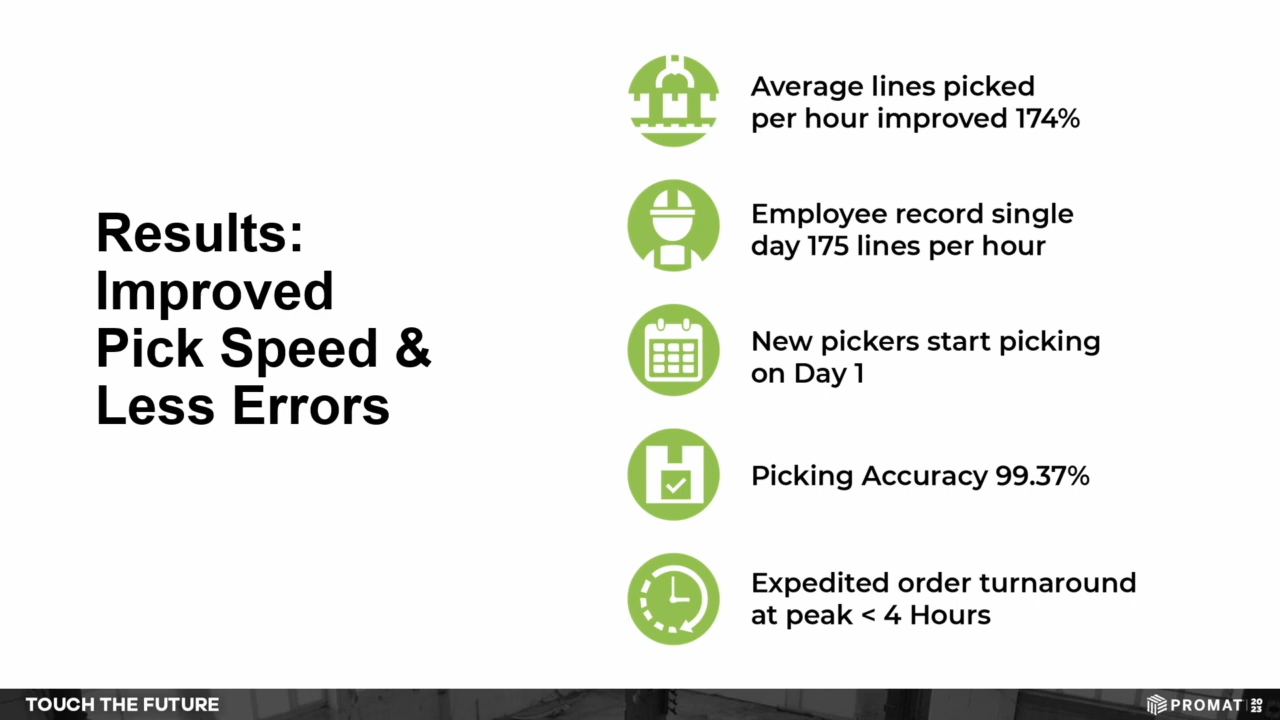 Results:
Improved
Pick Speed &
Less Errors
Average lines picked
per hour improved 174%
Employee record single
day 175 lines per hour
New pickers start picking
on Day 1
Picking Accuracy 99.37%
Expedited order turnaround
at peak < 4 Hours
TOUCH THE FUTURE
PROMAT 20
23